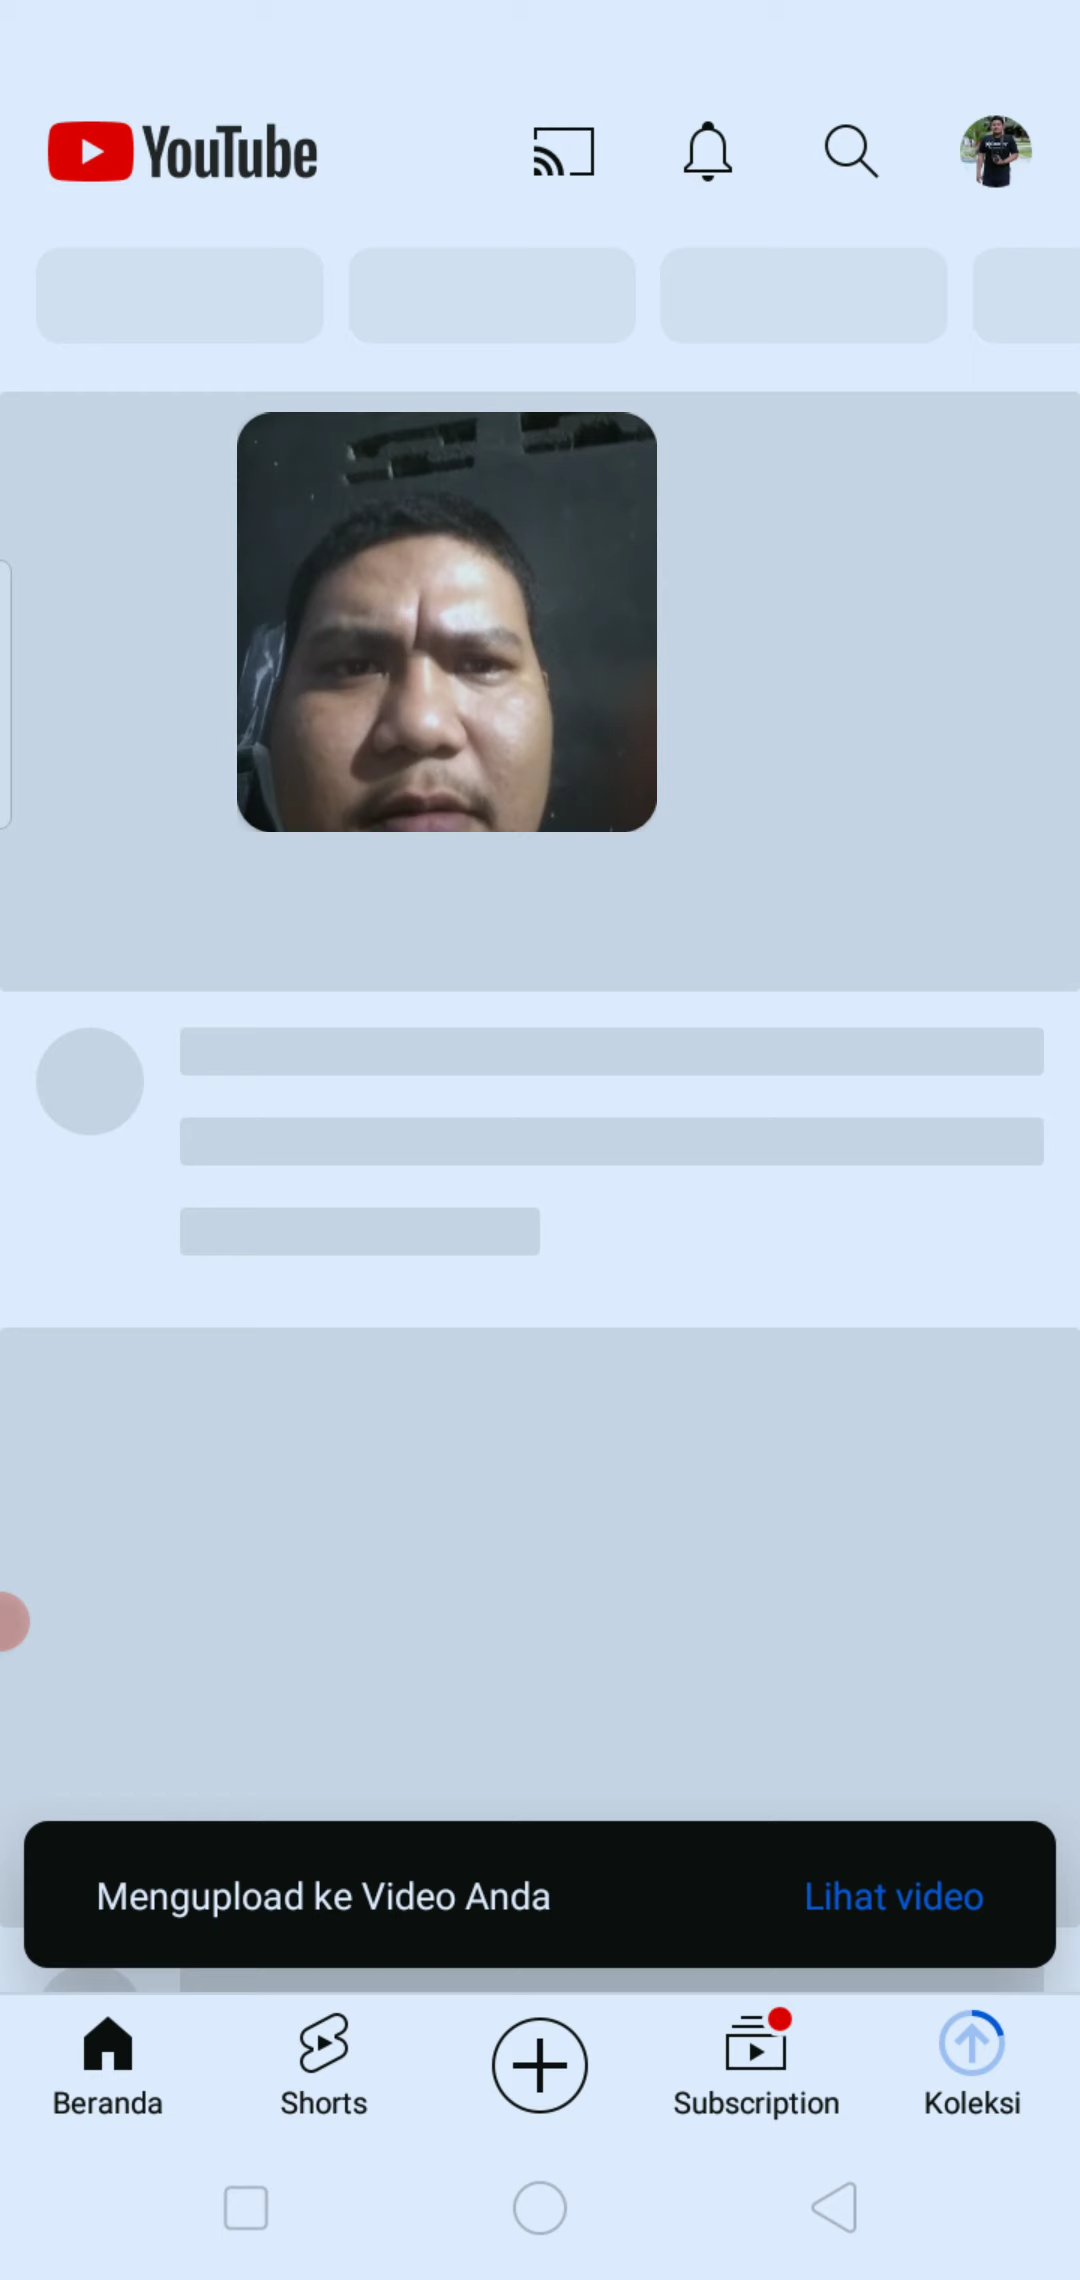 YouTube
Mengupload ke Video Anda
Lihat video
Beranda
Shorts
Subscription
Koleksi